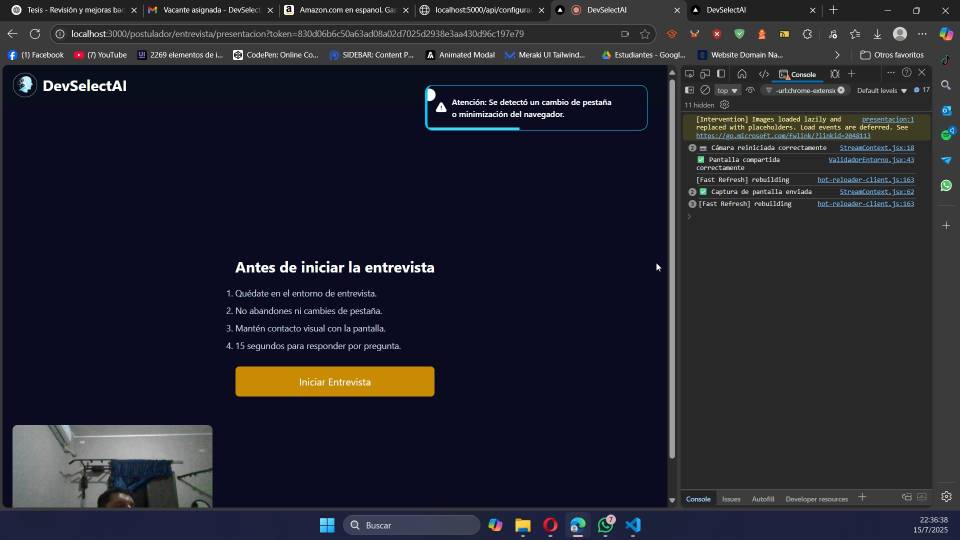 Tesis - Revisión y mejoras bac
Vacante asignada - DevSelect
Amazon.com en espanol. Gas
localhost:5000/api/configurac
DevSelectAI
DevSelectAI
localhost:3000/postulador/entrevista/presentacion?token=830d06b6c50a63ad08a02d7025d2938e3aa430d96c197e79
(1) Facebook
(7) YouTube
2269 elementos de i...
CodePen: Online Co...
SIDEBAR: Content P...
Animated Modal
Meraki UI Tailwind...
Estudiantes - Googl...
Website Domain Na...
Otros favoritos
DevSelectAI
Atención: Se detectó un cambio de pestaña
o minimización del navegador.
Antes de iniciar la entrevista
1. Quédate en el entorno de entrevista.
2. No abandones ni cambies de pestaña.
3. Mantén contacto visual con la pantalla.
4. 15 segundos para responder por pregunta.
Iniciar Entrevista
Console
top
-url:chrome-extensio
Default levels
17
11 hidden
[Intervention] Images loaded lazily and presentacion:1
replaced with placeholders. Load events are deferred. See
https://go.microsoft.com/fwlink/?linkid=2048113
2 Cámara reiniciada correctamente StreamContext.jsx:18
Pantalla compartida ValidadorEntorno.jsx:43
correctamente
[Fast Refresh] rebuilding hot-reloader-client.js:163
2 Captura de pantalla enviada StreamContext.jsx:62
3 [Fast Refresh] rebuilding hot-reloader-client.js:163
Console
Issues
Autofill
Developer resources
Buscar
7
22:36:38
15/7/2025